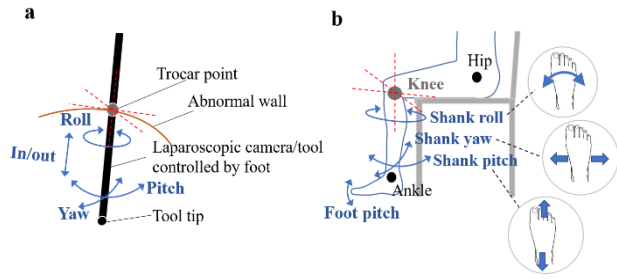 a
Trocar point
Abnormal wall
Roll
In/out
Laparoscopic camera/tool
controlled by foot
Pitch
Yaw
Tool tip
b
Hip
Knee
Shank roll
Shank yaw
Shank pitch
Ankle
Foot pitch